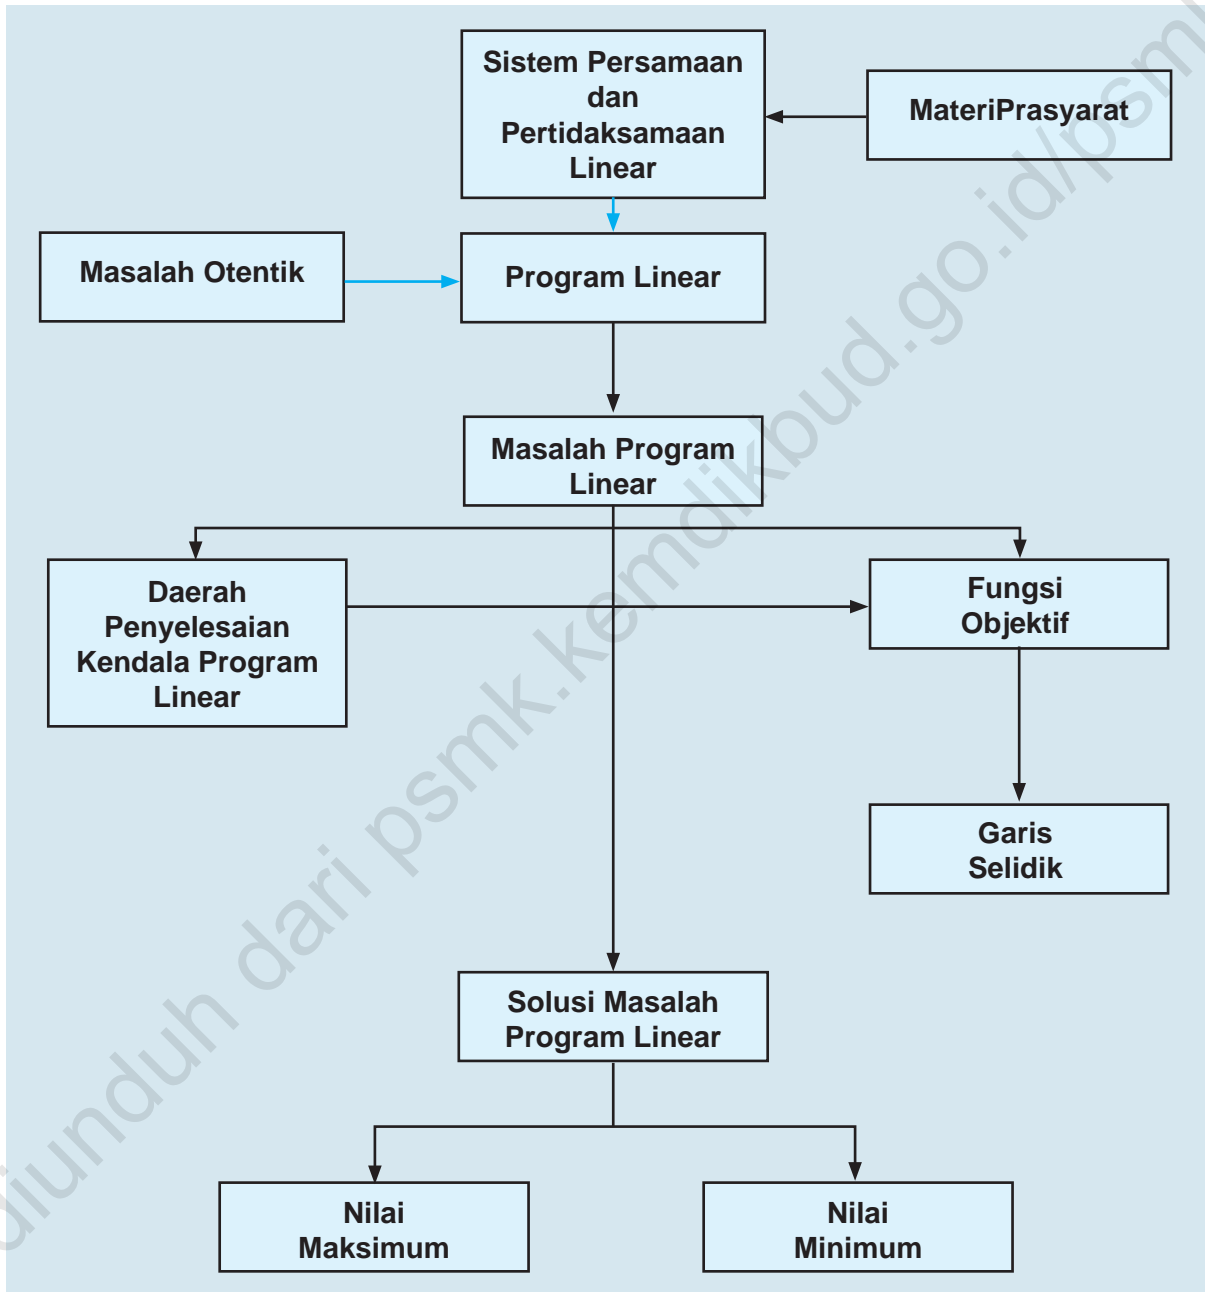 Sistem Persamaan
dan
Pertidaksamaan
Linear
MateriPrasyarat
Masalah Otentik
Program Linear
Masalah Program
Linear
Daerah
Penyelesaian
Kendala Program
Linear
Fungsi
Objektif
Garis
Selidik
Solusi Masalah
Program Linear
Nilai
Maksimum
Nilai
Minimum
diunduh dari psmk.kemdikbud.go.id/psmk